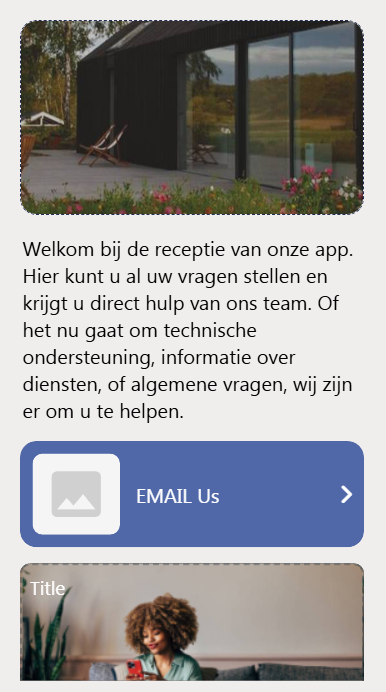 Welkom bij de receptie van onze app.
Hier kunt u al uw vragen stellen en
krijgt u direct hulp van ons team. Of
het nu gaat om technische
ondersteuning, informatie over
diensten, of algemene vragen, wij zijn
er om u te helpen.
EMAIL Us
Title